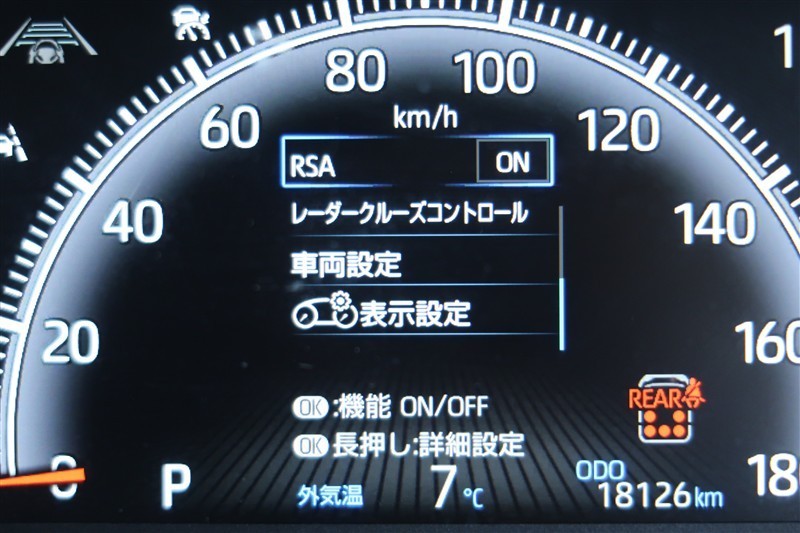 80 100
km/h
60 120
RSA ON
レーダークルーズコントロール
40 140
車両設定
表示設定
20 160
OK :機能 ON/OFF
REAR
OK 長押し:詳細設定
0 P 180
外気温 7℃
ODO
18126km